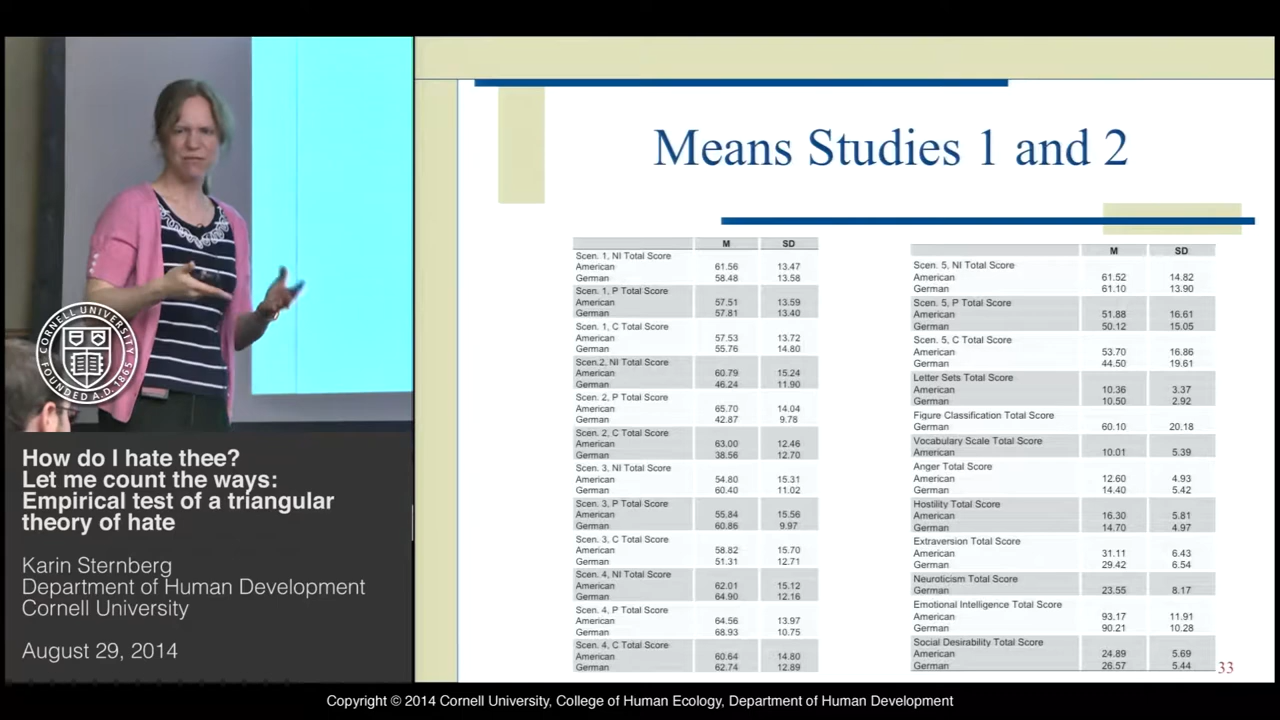 Means Studies 1 and 2
M SD
Scen. 1, NI Total Score
American 61.56 13.47
German 58.48 13.58
Scen. 1, P Total Score
American 57.51 13.59
German 57.81 13.40
Scen. 1, C Total Score
American 57.53 13.72
German 55.76 14.80
Scen.2, NI Total Score
American 60.79 15.24
German 46.24 11.90
Scen. 2, P Total Score
American 65.70 14.04
German 42.87 9.78
Scen. 2, C Total Score
American 63.00 12.46
German 38.56 12.70
Scen. 3, NI Total Score
American 54.80 15.31
German 60.40 11.02
Scen. 3, P Total Score
American 55.84 15.56
German 60.86 9.97
Scen. 3, C Total Score
American 58.82 15.70
German 51.31 12.71
Scen. 4, NI Total Score
American 62.01 15.12
German 64.90 12.16
Scen. 4, P Total Score
American 64.56 13.97
German 68.93 10.75
Scen. 4, C Total Score
American 60.64 14.80
German 62.74 12.89
M SD
Scen. 5, NI Total Score
American 61.52 14.82
German 61.10 13.90
Scen. 5, P Total Score
American 51.88 16.61
German 50.12 15.05
Scen. 5, C Total Score
American 53.70 16.86
German 44.50 19.61
Letter Sets Total Score
American 10.36 3.37
German 10.50 2.92
Figure Classification Total Score
German 60.10 20.18
Vocabulary Scale Total Score
American 10.01 5.39
Anger Total Score
American 12.60 4.93
German 14.40 5.42
Hostility Total Score
American 16.30 5.81
German 14.70 4.97
Extraversion Total Score
American 31.11 6.43
German 29.42 6.54
Neuroticism Total Score
German 23.55 8.17
Emotional Intelligence Total Score
American 93.17 11.91
German 90.21 10.28
Social Desirability Total Score
American 24.89 5.69
German 26.57 5.44
33
CORNELL UNIVERSITY
FOUNDED A.D. 1865
How do I hate thee?
Let me count the ways:
Empirical test of a triangular
theory of hate
Karin Sternberg
Department of Human Development
Cornell University
August 29, 2014
Copyright © 2014 Cornell University, College of Human Ecology, Department of Human Development